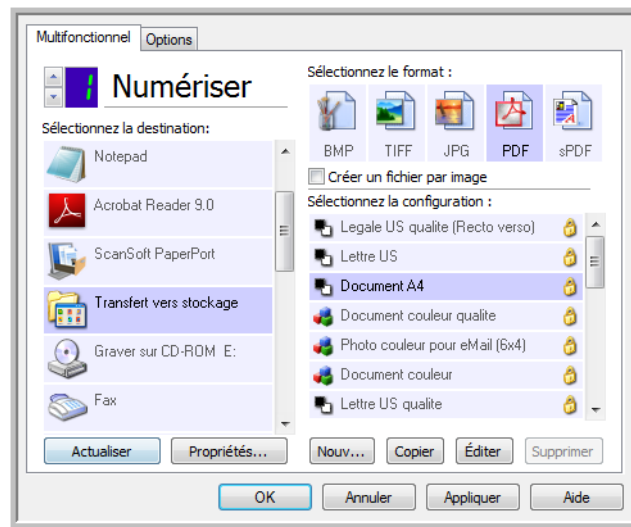 Multifonctionnel Options
1 Numériser
Sélectionnez la destination:
Notepad
Acrobat Reader 9.0
ScanSoft PaperPort
Transfert vers stockage
Graver sur CD-ROM E:
Fax
Actualiser Propriétés...
Sélectionnez le format :
BMP TIFF JPG PDF sPDF
Créer un fichier par image
Sélectionnez la configuration :
Legale US qualite (Recto verso)
Lettre US
Document A4
Document couleur qualite
Photo couleur pour eMail (6x4)
Document couleur
Lettre US qualite
Nouv... Copier Éditer Supprimer
OK Annuler Appliquer Aide